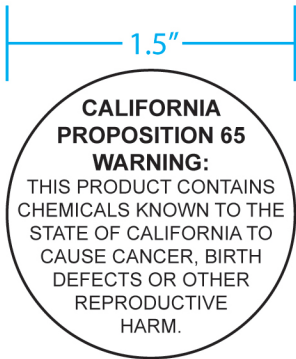 1.5″
CALIFORNIA
PROPOSITION 65
WARNING:
THIS PRODUCT CONTAINS
CHEMICALS KNOWN TO THE
STATE OF CALIFORNIA TO
CAUSE CANCER, BIRTH
DEFECTS OR OTHER
REPRODUCTIVE
HARM.